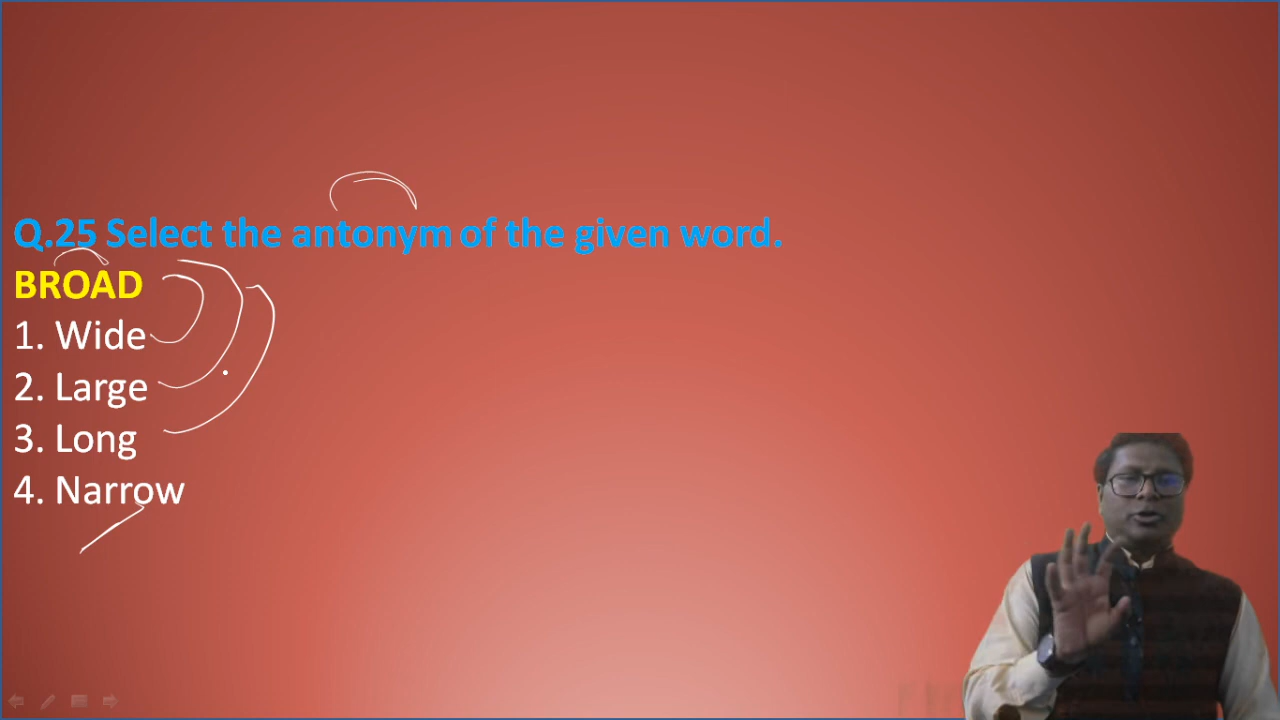 Q.25 Select the antonym of the given word.
BROAD
1. Wide
2. Large
3. Long
4. Narrow